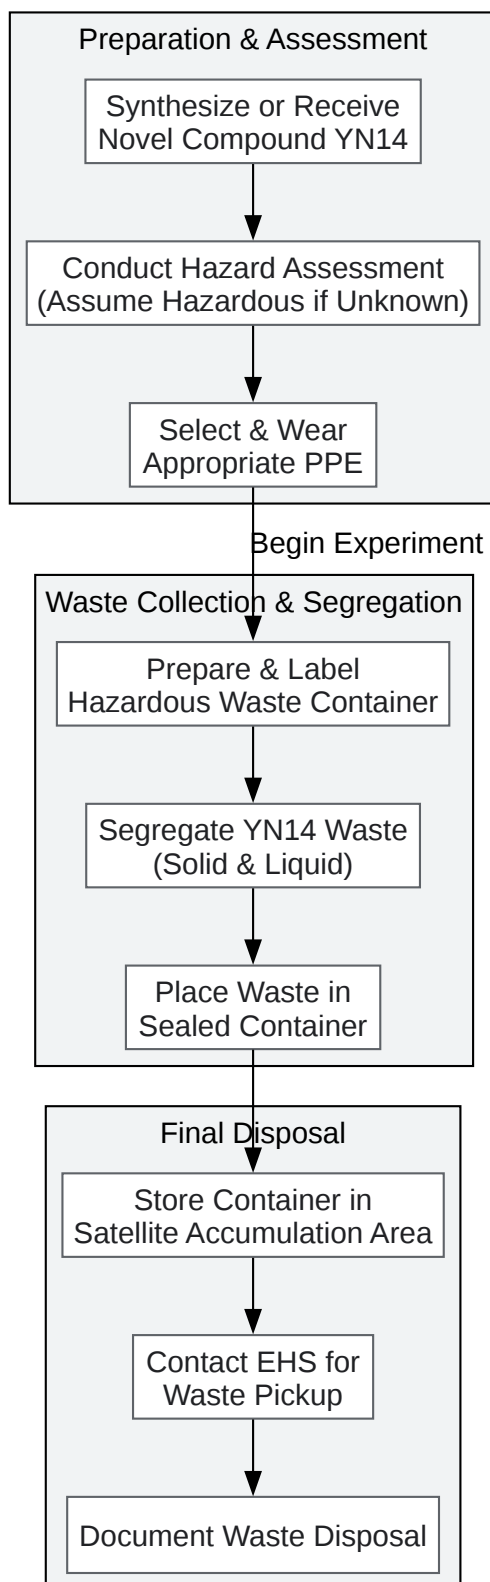 Preparation & Assessment
Synthesize or Receive
Novel Compound YN14
Conduct Hazard Assessment
(Assume Hazardous if Unknown)
Select & Wear
Appropriate PPE
Begin Experiment
Waste Collection & Segregation
Prepare & Label
Hazardous Waste Container
Segregate YN14 Waste
(Solid & Liquid)
Place Waste in
Sealed Container
Final Disposal
Store Container in
Satellite Accumulation Area
Contact EHS for
Waste Pickup
Document Waste Disposal